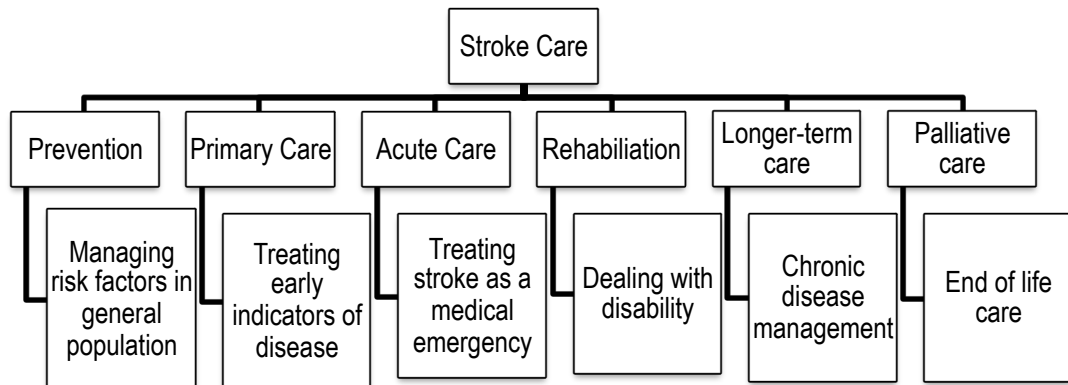 Stroke Care
Prevention
Primary Care
Acute Care
Rehabiliation
Longer-term
care
Palliative
care
Managing
risk factors in
general
population
Treating
early
indicators of
disease
Treating
stroke as a
medical
emergency
Dealing with
disability
Chronic
disease
management
End of life
care